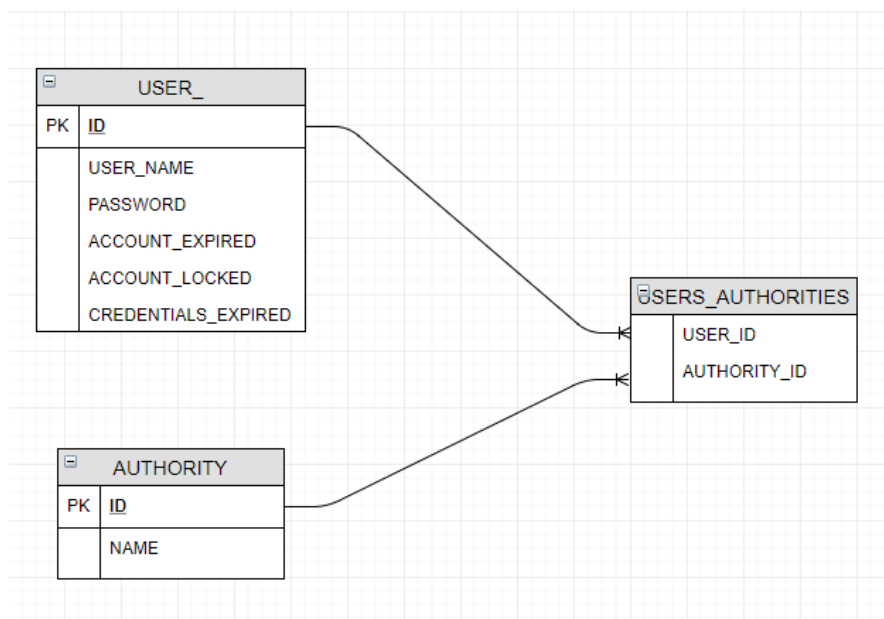 USER_
PK ID
USER_NAME
PASSWORD
ACCOUNT_EXPIRED
ACCOUNT_LOCKED
CREDENTIALS_EXPIRED
USERS_AUTHORITIES
USER_ID
AUTHORITY_ID
AUTHORITY
PK ID
NAME